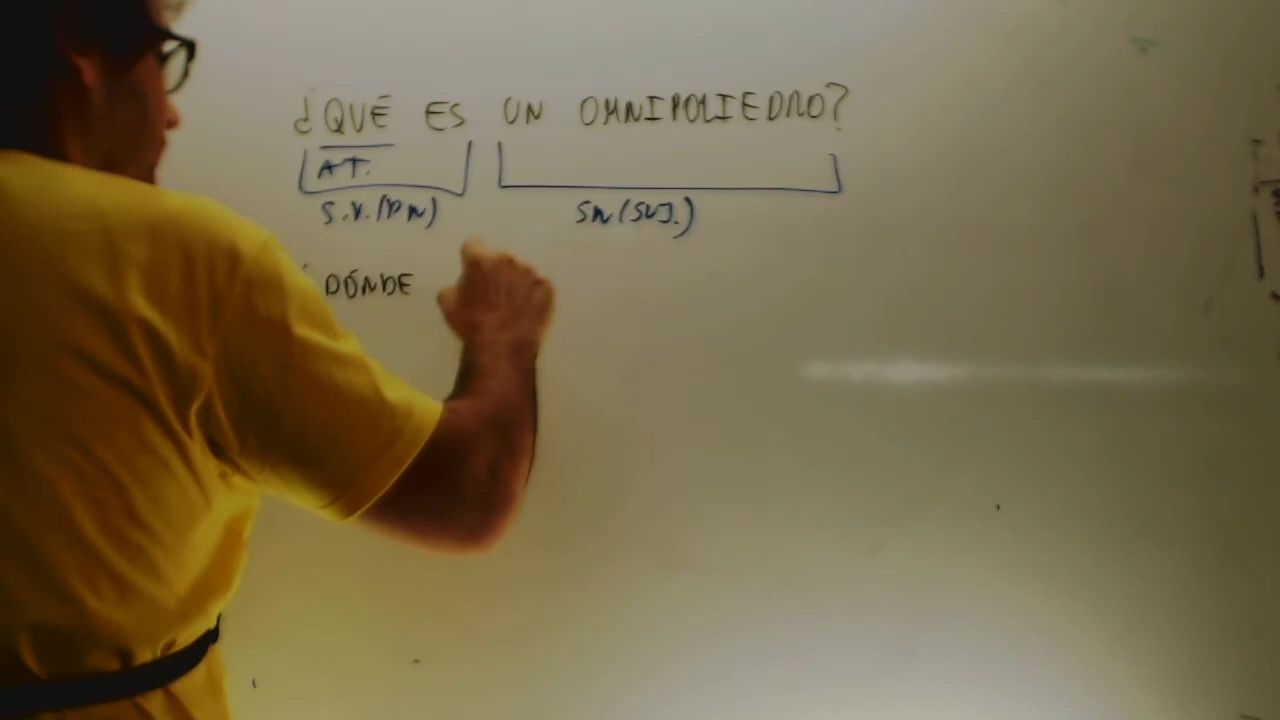 ¿QUÉ ES UN OMNIPOLIEDRO?
AT.
S.V. (PN) SN (SUJ.)
¿DÓNDE